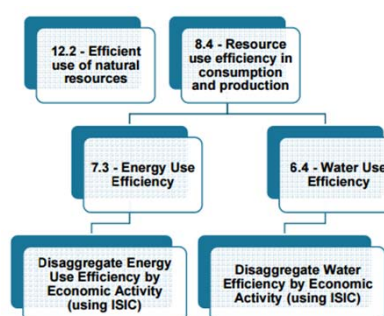 12.2 - Efficient
use of natural
resources
8.4 - Resource
use efficiency in
consumption
and production
7.3 - Energy Use
Efficiency
6.4 - Water Use
Efficiency
Disaggregate Energy
Use Efficiency by
Economic Activity
(using ISIC)
Disaggregate Water
Efficiency by Economic
Activity (using ISIC)